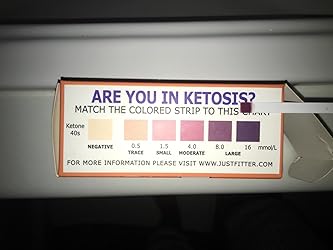 ARE YOU IN KETOSIS?
MATCH THE COLORED STRIP TO THIS CHART
Ketone
40s
NEGATIVE 0.5 1.5 4.0 8.0 16 mmo/L
TRACE SMALL MODERATE LARGE
FOR MORE INFORMATION PLEASE VISIT WWW.JUSTFITTER.COM